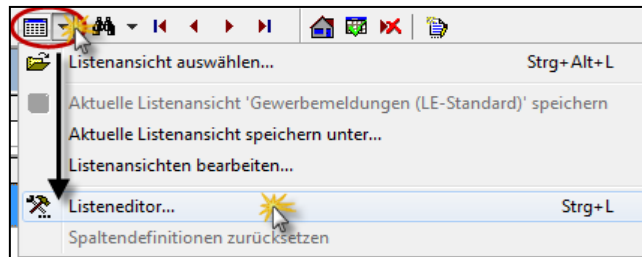 Listenansicht auswählen... Strg+Alt+L
Aktuelle Listenansicht 'Gewerbemeldungen (LE-Standard)' speichern
Aktuelle Listenansicht speichern unter...
Listenansichten bearbeiten...
Listeneditor... Strg+L
Spaltendefinitionen zurücksetzen